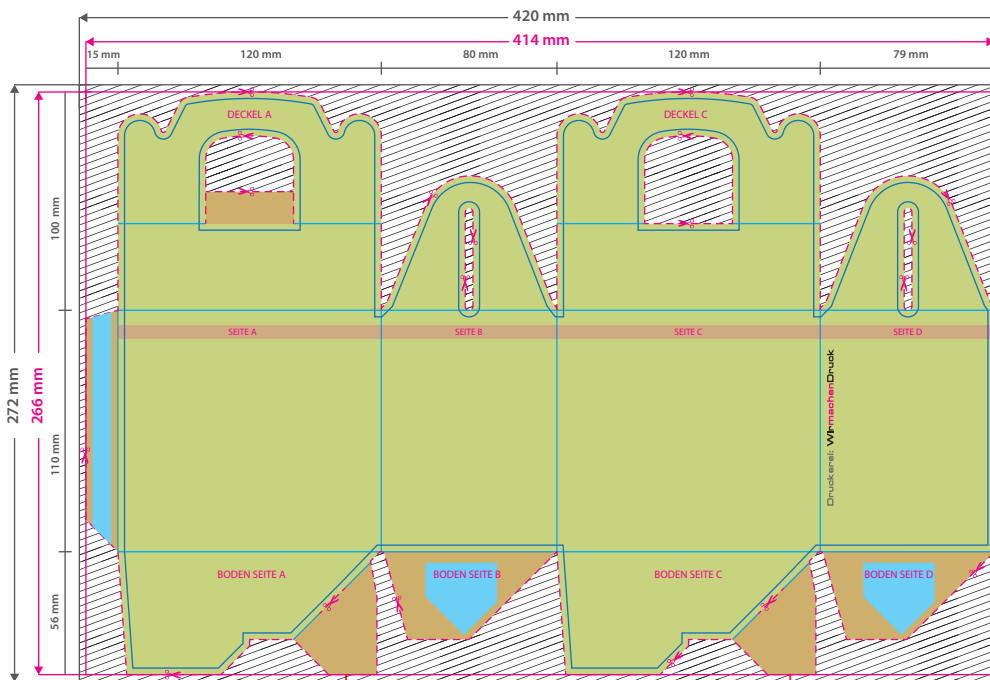 420 mm
414 mm
15 mm
120 mm
80 mm
120 mm
79 mm
DECKEL A
DECKEL C
272 mm
266 mm
100 mm
SEITE A
SEITE B
SEITE C
SEITE D
110 mm
Druckerei: WIrmachenDruck
BODEN SEITE A
BODEN SEITE B
BODEN SEITE C
BODEN SEITE D
56 mm